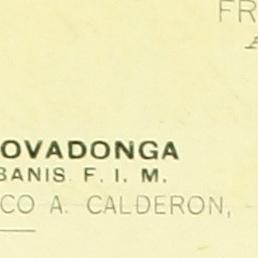 FR
OVADONGA
BANIS. F. I. M.
CO A. CALDERON,